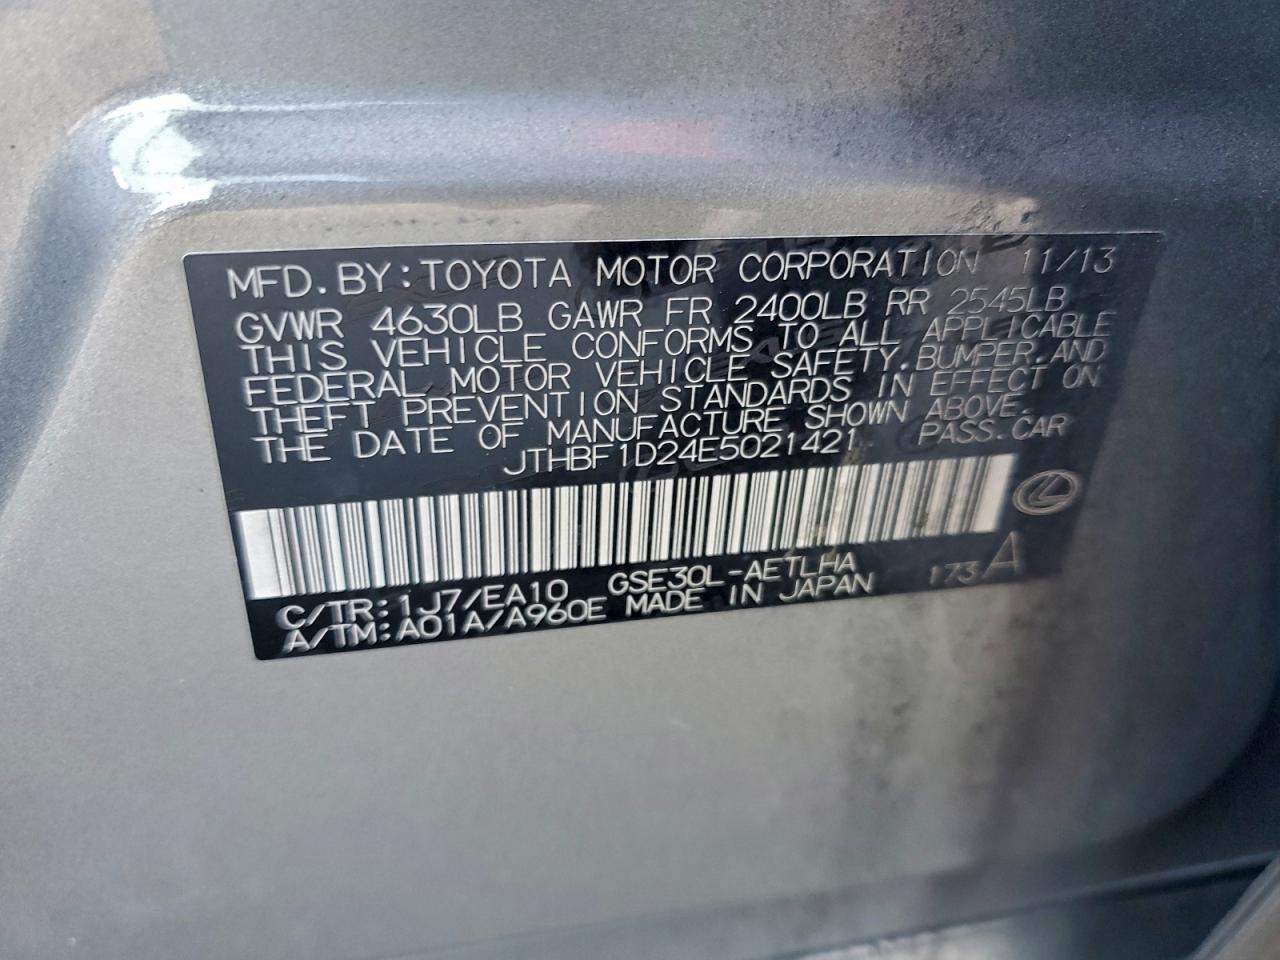 MFD. BY: TOYOTA MOTOR CORPORATION 11/13
GVWR 4630LB GAWR FR 2400LB RR 2545LB
THIS VEHICLE CONFORMS TO ALL APPLICABLE
FEDERAL MOTOR VEHICLE SAFETY, BUMPER, AND
THEFT PREVENTION STANDARDS IN EFFECT ON
THE DATE OF MANUFACTURE SHOWN ABOVE.
JTHBF1D24E5021421 PASS. CAR
C/TR: 1J7/EA10 GSE30L-AETLHA 173 A
A/TM: A01A/A960E MADE IN JAPAN